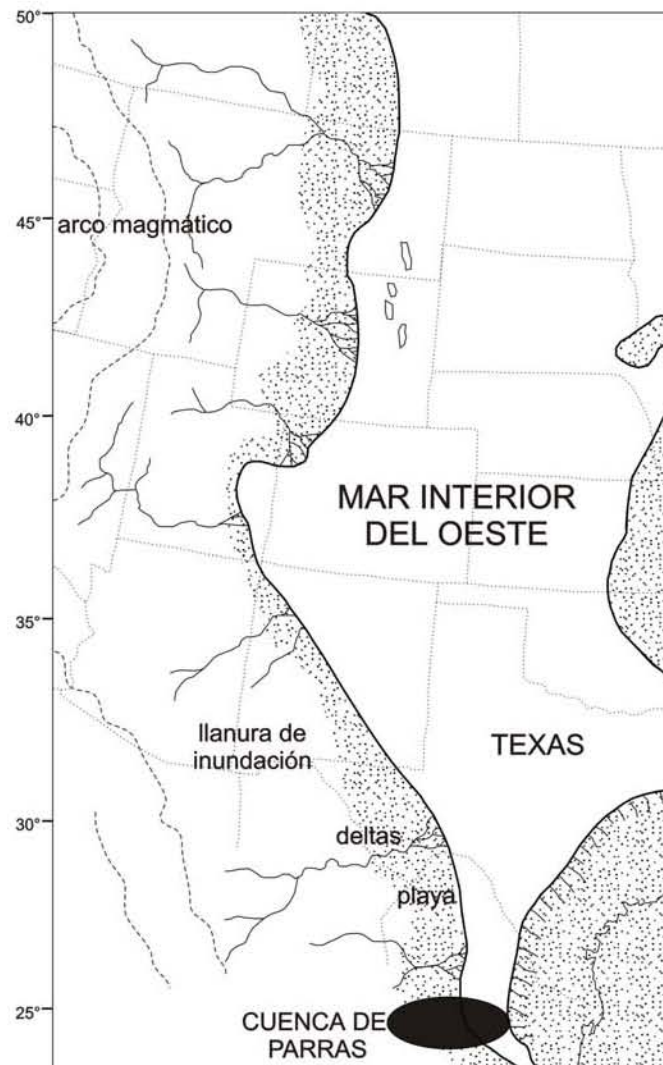 50°
45°
arco magmático
40°
MAR INTERIOR
DEL OESTE
35°
llanura de
inundación
TEXAS
30°
deltas
playa
25°
CUENCA DE
PARRAS